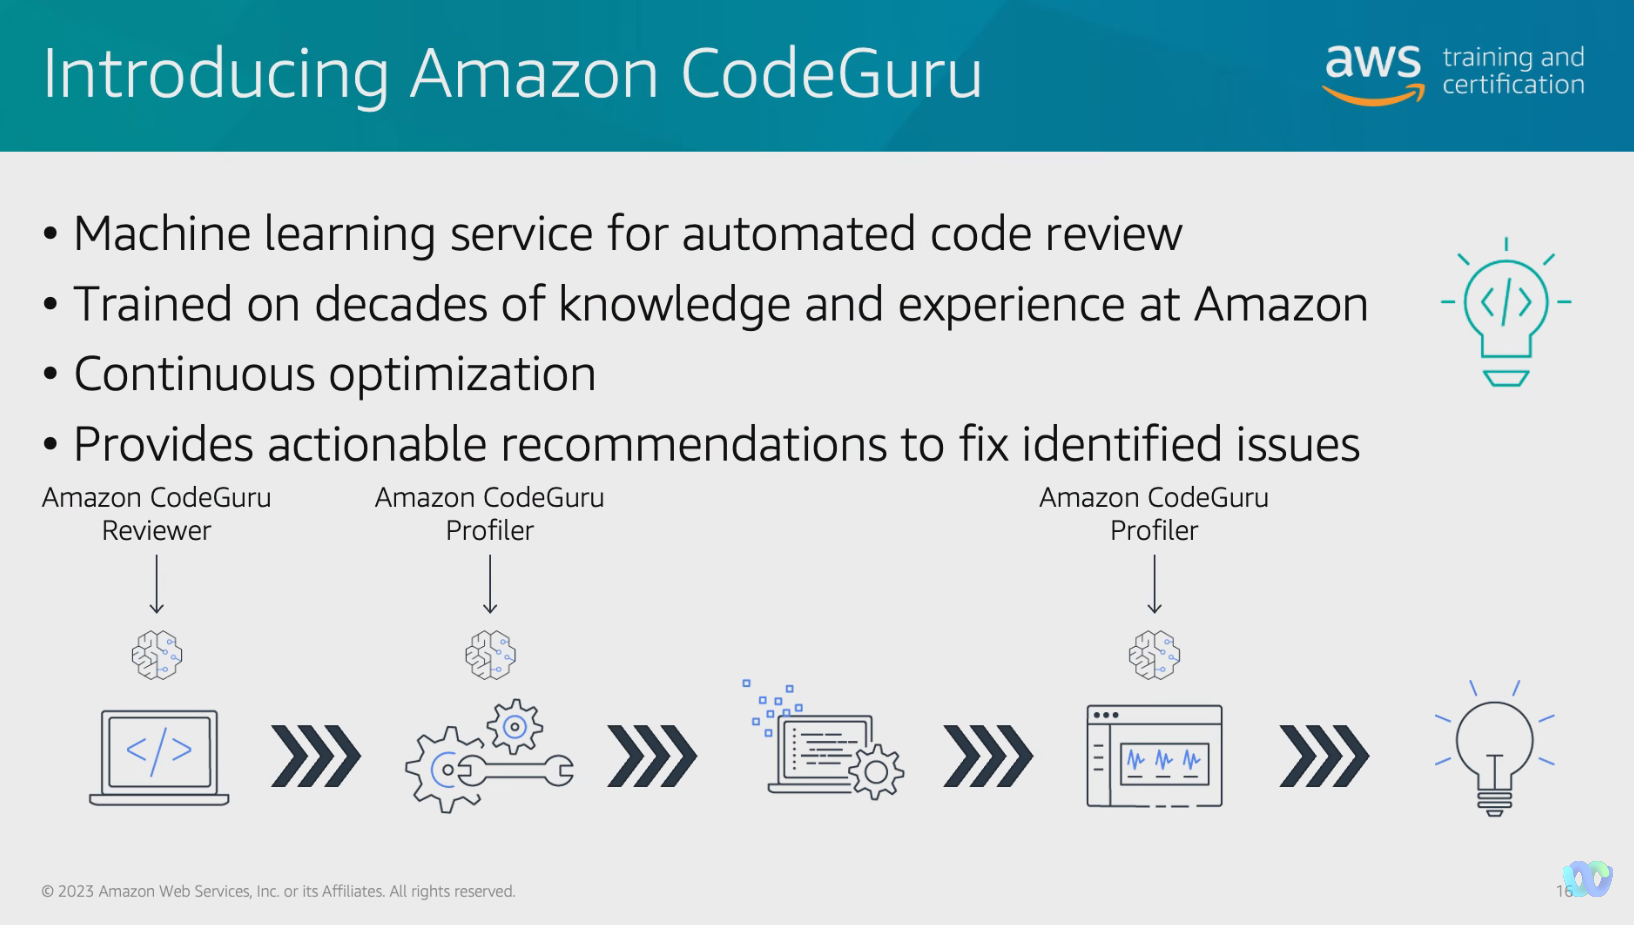 Introducing Amazon CodeGuru
aws training and
certification
• Machine learning service for automated code review
• Trained on decades of knowledge and experience at Amazon
• Continuous optimization
• Provides actionable recommendations to fix identified issues
Amazon CodeGuru
Reviewer
Amazon CodeGuru
Profiler
Amazon CodeGuru
Profiler
© 2023 Amazon Web Services, Inc. or its Affiliates. All rights reserved.
16